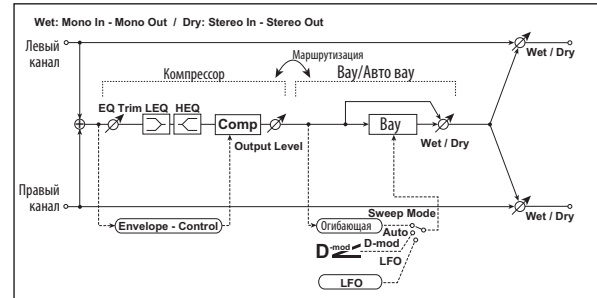 Wet: Mono In - Mono Out / Dry: Stereo In - Stereo Out
Левый канал
Wet / Dry
Маршрутизация
Компрессор
Вау/Авто вау
EQ Trim LEQ HEQ
Comp
Output Level
Вау
Wet / Dry
Правый канал
Wet / Dry
Envelope - Control
Sweep Mode
Огибающая
Auto
D-mod
D-mod
LFO
LFO